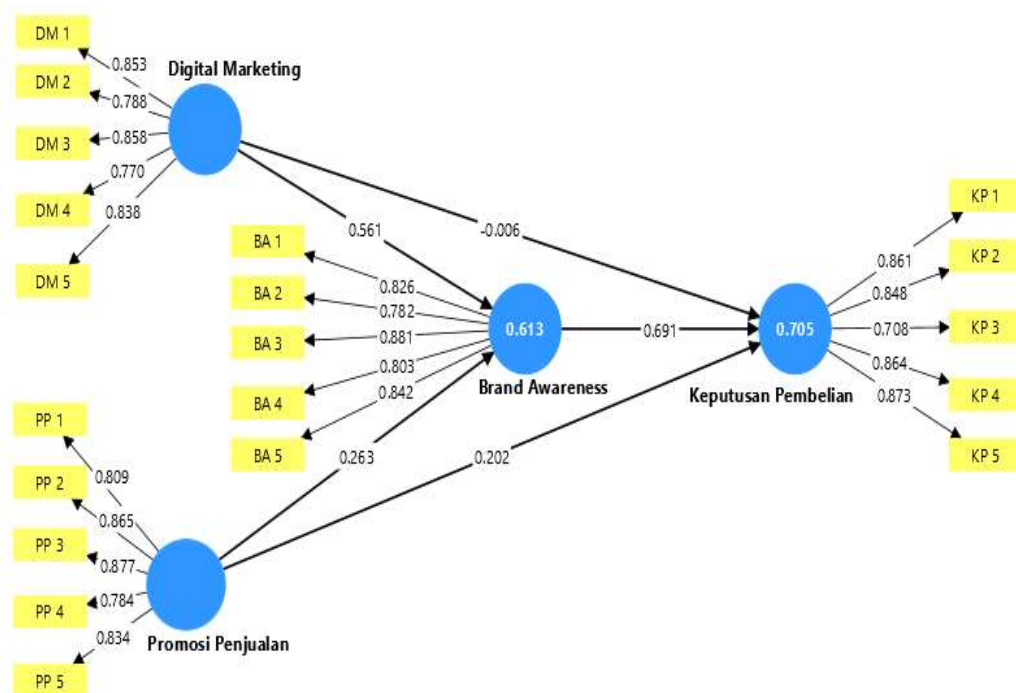 DM 1
DM 2
DM 3
DM 4
DM 5
0.853
0.788
0.858
0.770
0.838
Digital Marketing
0.561
-0.006
BA 1
BA 2
BA 3
BA 4
BA 5
0.826
0.782
0.881
0.803
0.842
0.613
Brand Awareness
0.691
0.705
Keputusan Pembelian
KP 1
KP 2
KP 3
KP 4
KP 5
0.861
0.848
0.708
0.864
0.873
0.263
0.202
PP 1
PP 2
PP 3
PP 4
PP 5
0.809
0.865
0.877
0.784
0.834
Promosi Penjualan